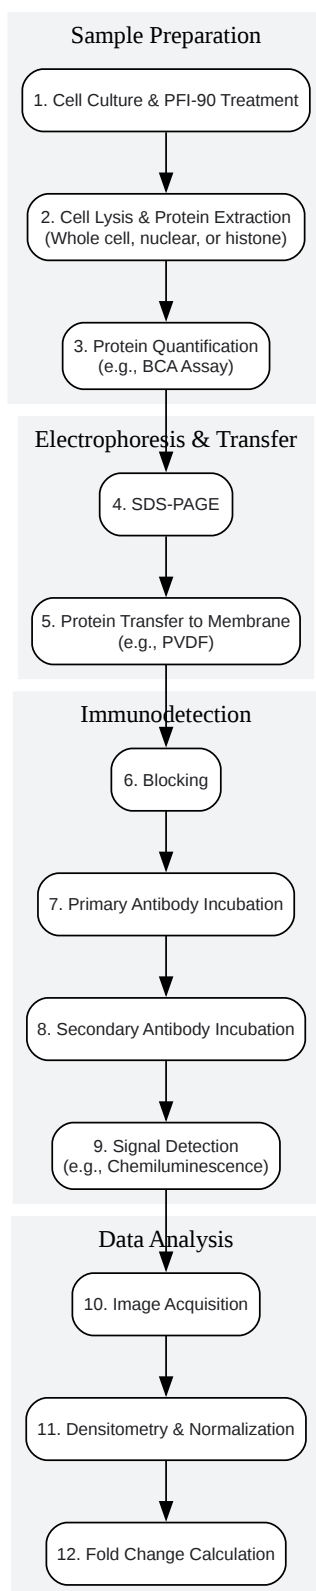 Sample Preparation
1. Cell Culture & PFI-90 Treatment
2. Cell Lysis & Protein Extraction
(Whole cell, nuclear, or histone)
3. Protein Quantification
(e.g., BCA Assay)
Electrophoresis & Transfer
4. SDS-PAGE
5. Protein Transfer to Membrane
(e.g., PVDF)
Immunodetection
6. Blocking
7. Primary Antibody Incubation
8. Secondary Antibody Incubation
9. Signal Detection
(e.g., Chemiluminescence)
Data Analysis
10. Image Acquisition
11. Densitometry & Normalization
12. Fold Change Calculation